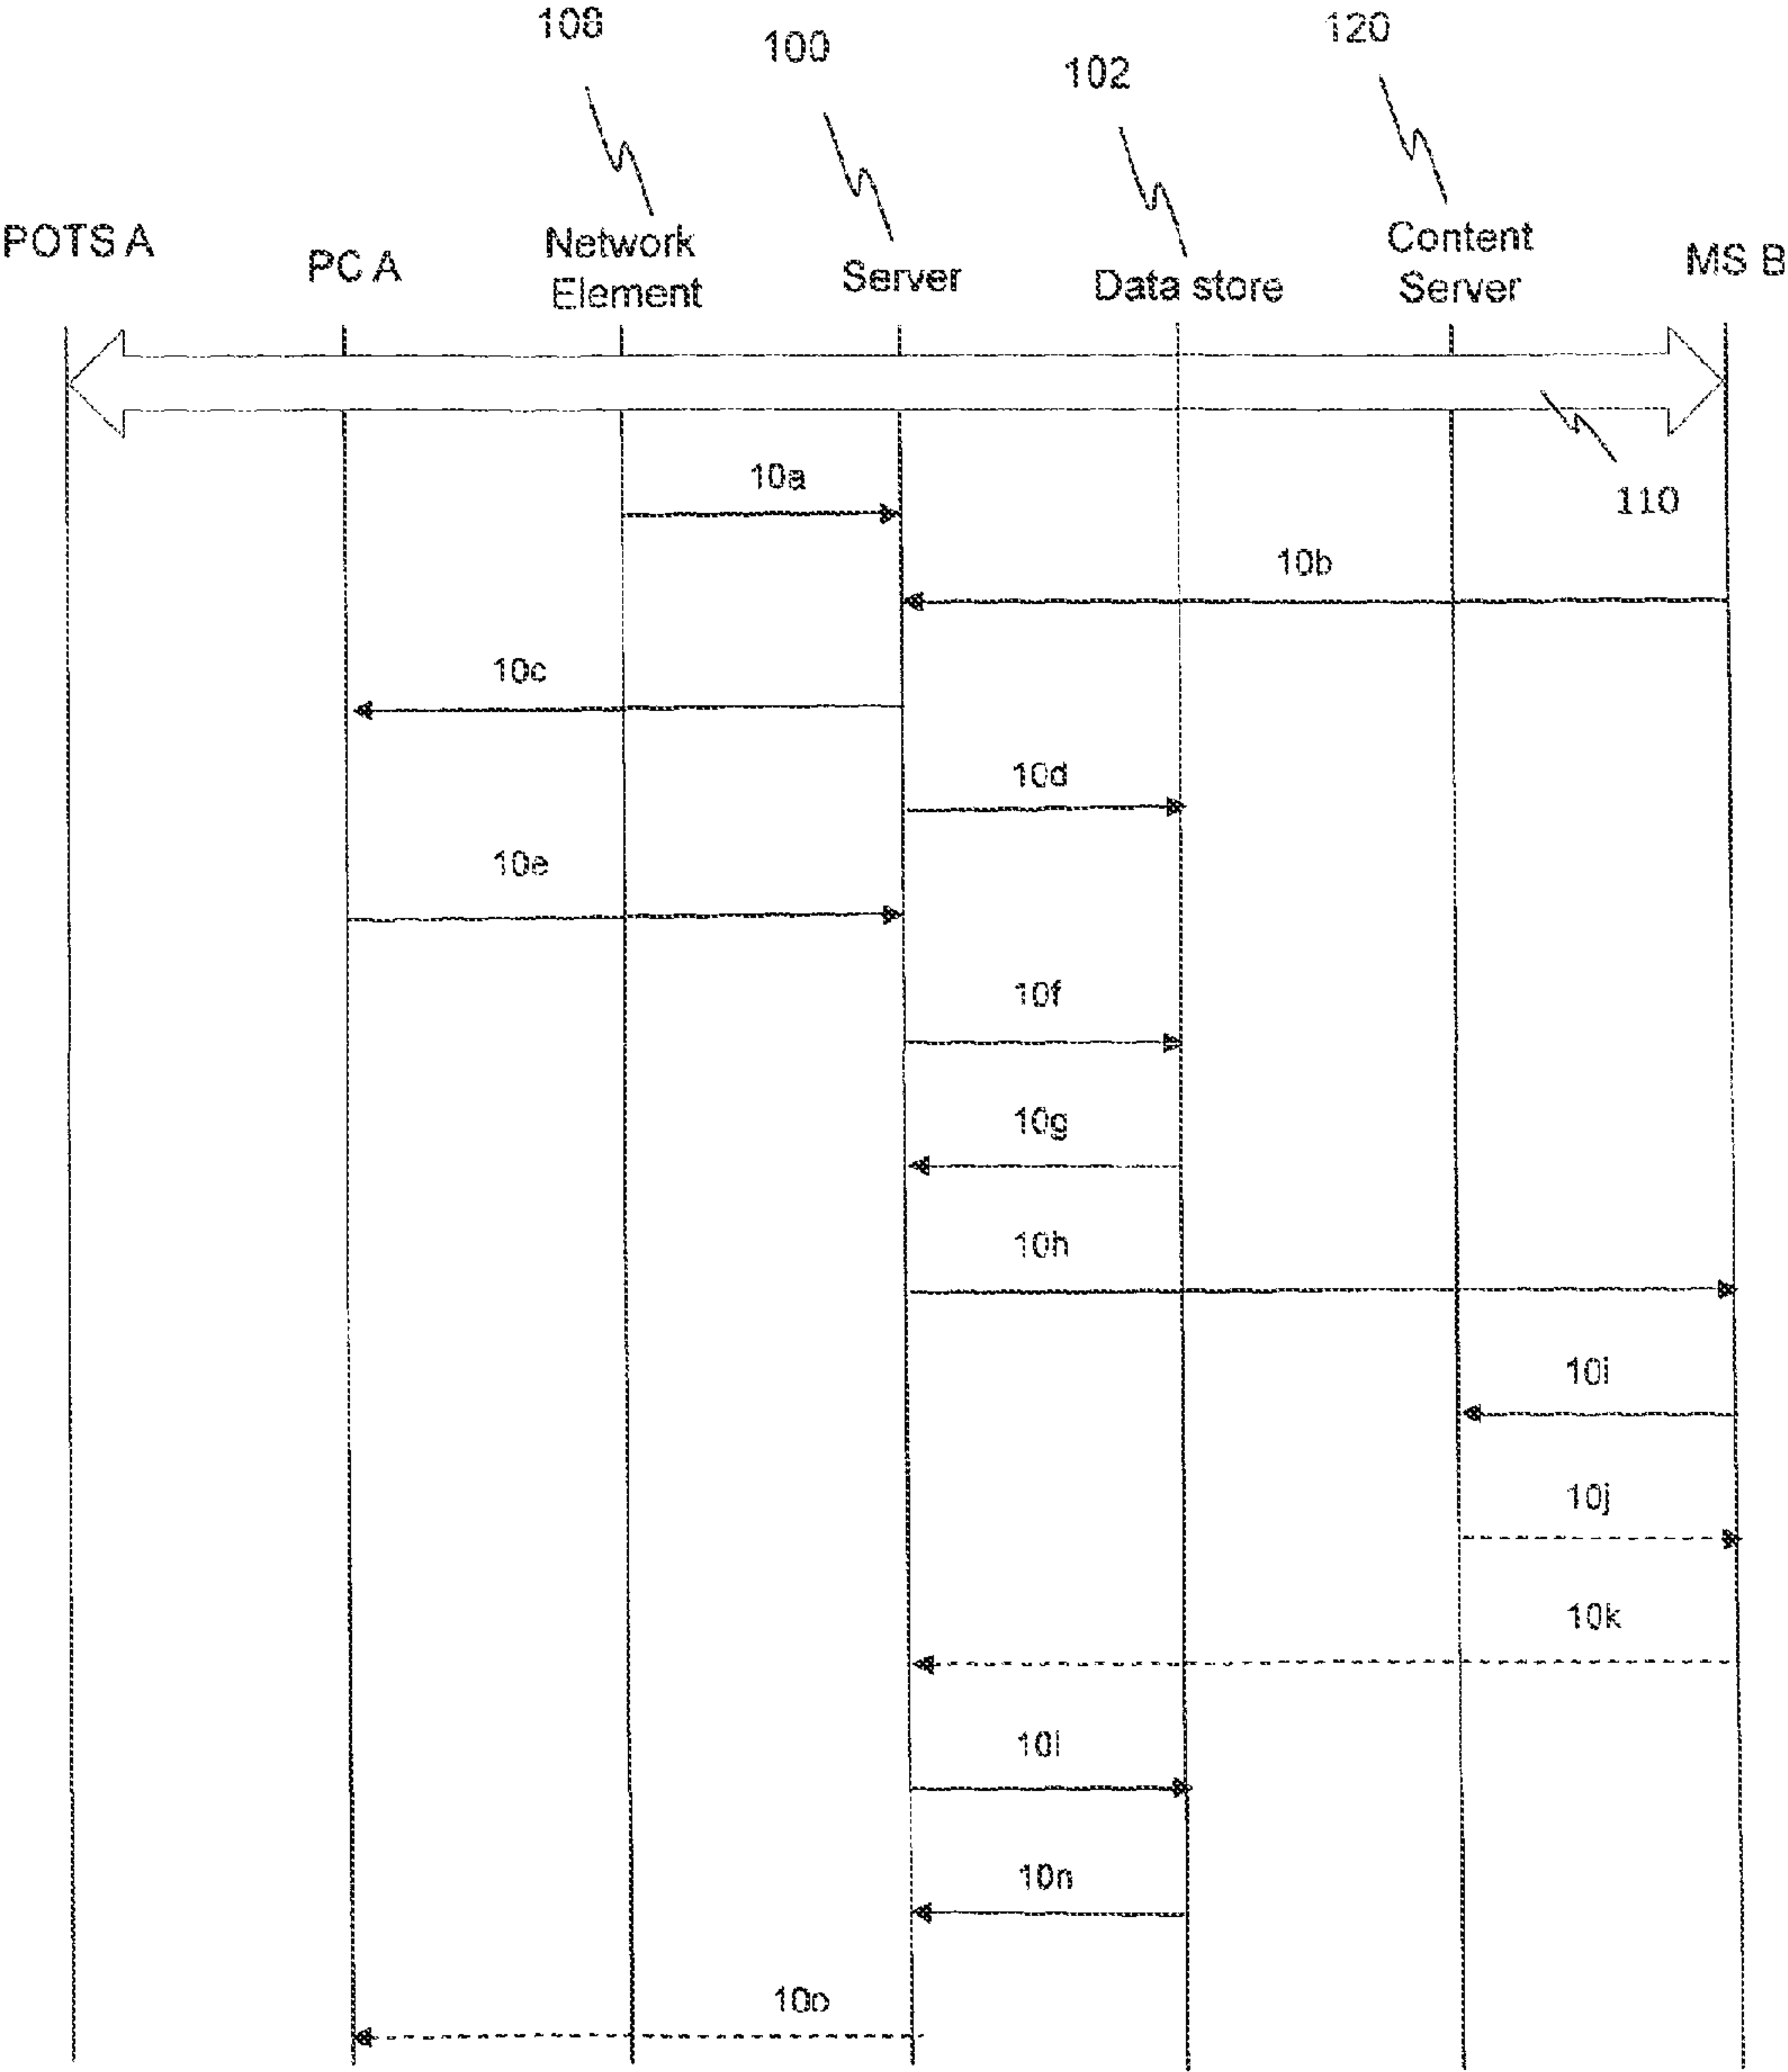 108
100
120
102
POTS A
PC A
Network
Element
Server
Data store
Content
Server
MS B
110
10a
10b
10c
10d
10e
10f
10g
10h
10i
10j
10k
10l
10n
10o